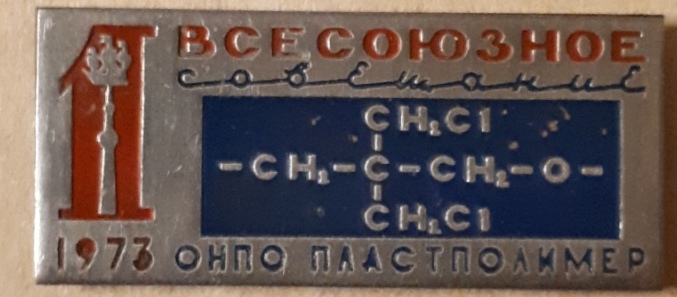 1 ВСЕСОЮЗНОЕ
совещание
CH₂Cl
–CH₂–C–CH₂–O–
CH₂Cl
1973 ОНПО ПЛАСТПОЛИМЕР